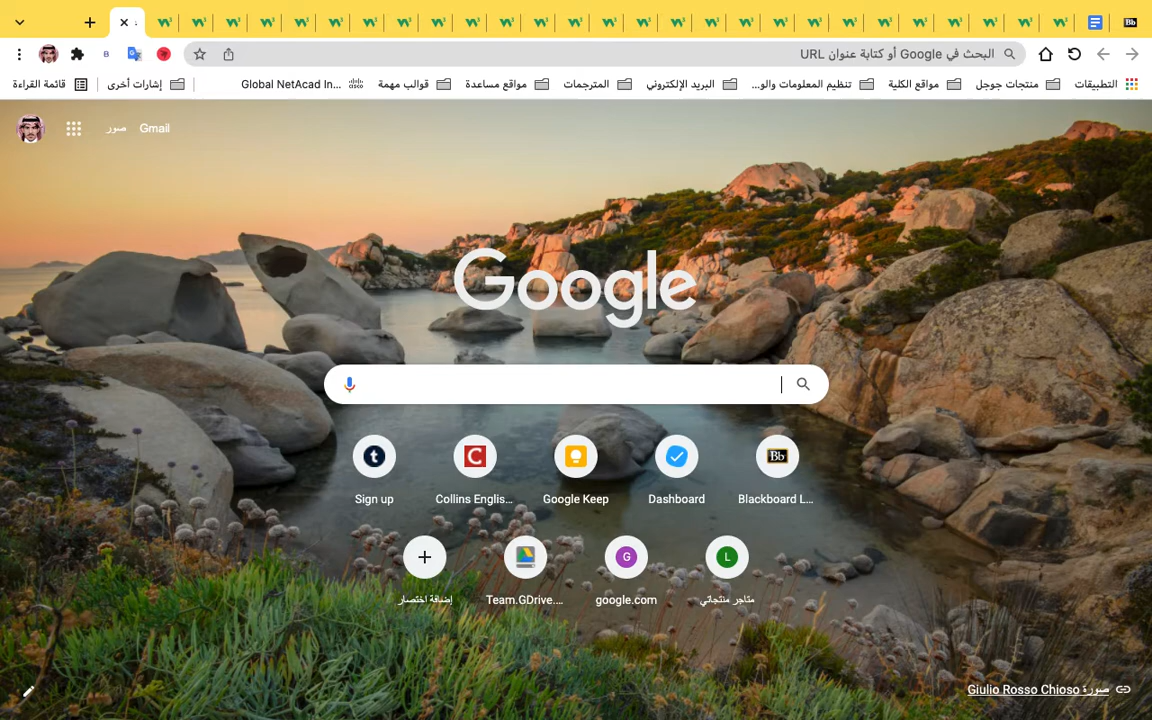 البحث في Google أو كتابة عنوان URL
التطبيقات
منتجات جوجل
مواقع الكلية
تنظيم المعلومات والو...
البريد الإلكتروني
المترجمات
مواقع مساعدة
قوالب مهمة
Global NetAcad In...
إشارات أخرى
قائمة القراءة
صور
Gmail
Google
Sign up
Collins Englis...
Google Keep
Dashboard
Blackboard L...
إضافة اختصار
Team.GDrive....
google.com
متاجر منتجاتي
صورة Giulio Rosso Chioso